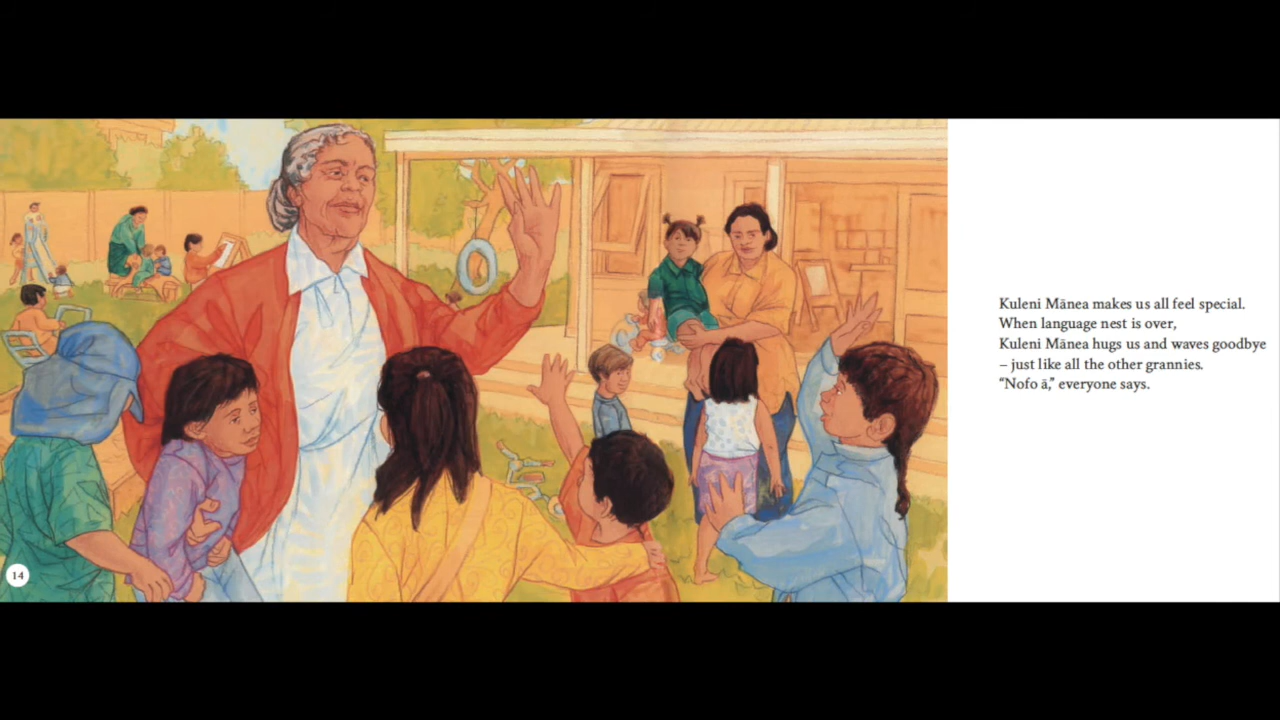 Kuleni Mānea makes us all feel special.
When language nest is over,
Kuleni Mānea hugs us and waves goodbye
– just like all the other grannies.
“Nofo ā,” everyone says.
14